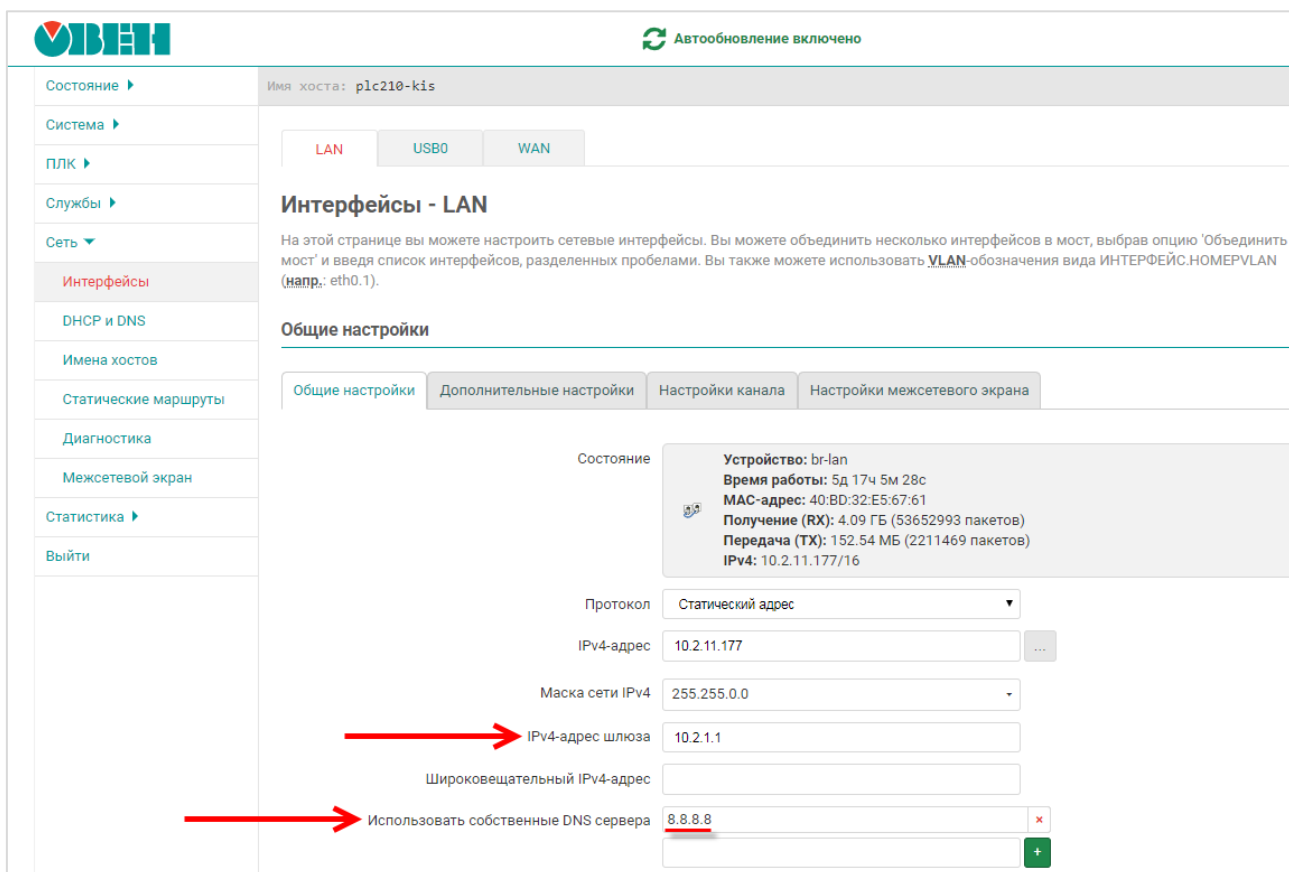 ОВЕН
Автообновление включено
Имя хоста: plc210-kis
Состояние
Система
ПЛК
Службы
Сеть
Интерфейсы
DHCP и DNS
Имена хостов
Статические маршруты
Диагностика
Межсетевой экран
Статистика
Выйти
LAN USB0 WAN
Интерфейсы - LAN
На этой странице вы можете настроить сетевые интерфейсы. Вы можете объединить несколько интерфейсов в мост, выбрав опцию 'Объединить
мост' и введя список интерфейсов, разделенных пробелами. Вы также можете использовать VLAN-обозначения вида ИНТЕРФЕЙС.НОМЕРVLAN
(напр.: eth0.1).
Общие настройки
Общие настройки Дополнительные настройки Настройки канала Настройки межсетевого экрана
Состояние
Устройство: br-lan
Время работы: 5д 17ч 5м 28с
MAC-адрес: 40:BD:32:E5:67:61
Получение (RX): 4.09 ГБ (53652993 пакетов)
Передача (TX): 152.54 МБ (2211469 пакетов)
IPv4: 10.2.11.177/16
Протокол Статический адрес
IPv4-адрес 10.2.11.177 ...
Маска сети IPv4 255.255.0.0
IPv4-адрес шлюза 10.2.1.1
Широковещательный IPv4-адрес
Использовать собственные DNS сервера 8.8.8.8 ×
+